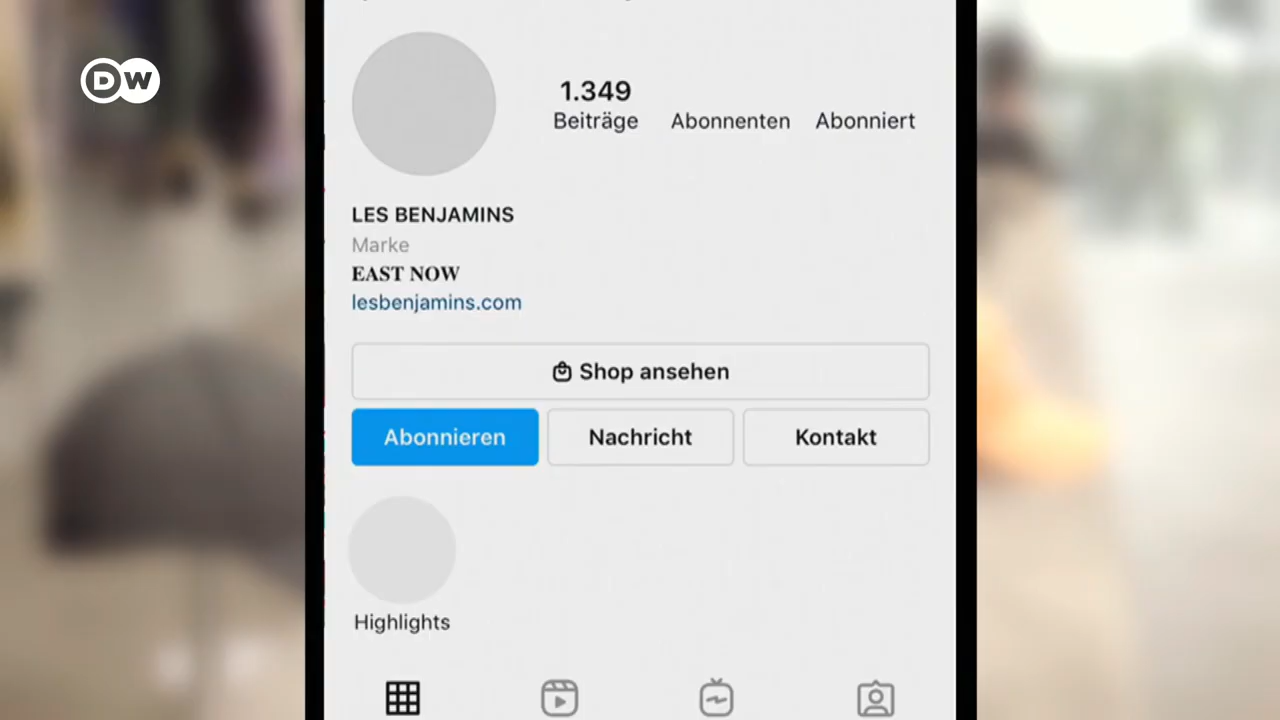 DW
1.349
Beiträge Abonnenten Abonniert
LES BENJAMINS
Marke
EAST NOW
lesbenjamins.com
Shop ansehen
Abonnieren Nachricht Kontakt
Highlights